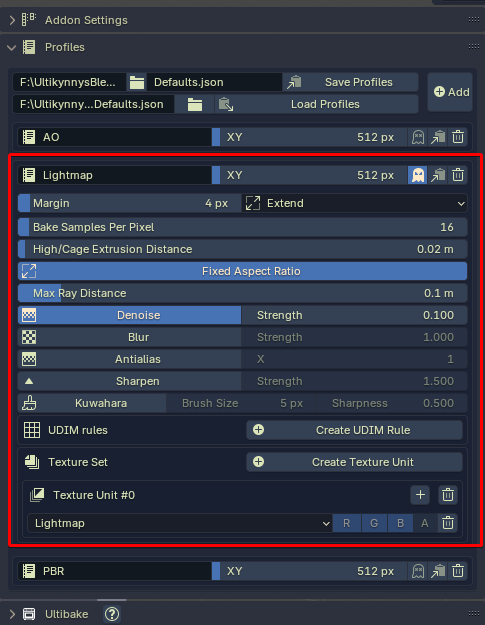 Addon Settings
Profiles
F:\UltikynnysBle... Defaults.json Save Profiles
Add
F:\Ultikynny...Defaults.json Load Profiles
AO XY 512 px
Lightmap XY 512 px
Margin 4 px Extend
Bake Samples Per Pixel 16
High/Cage Extrusion Distance 0.02 m
Fixed Aspect Ratio
Max Ray Distance 0.1 m
Denoise Strength 0.100
Blur Strength 1.000
Antialias X 1
Sharpen Strength 1.500
Kuwahara Brush Size 5 px Sharpness 0.500
UDIM rules Create UDIM Rule
Texture Set Create Texture Unit
Texture Unit #0
Lightmap R G B A
PBR XY 512 px
Ultibake ?